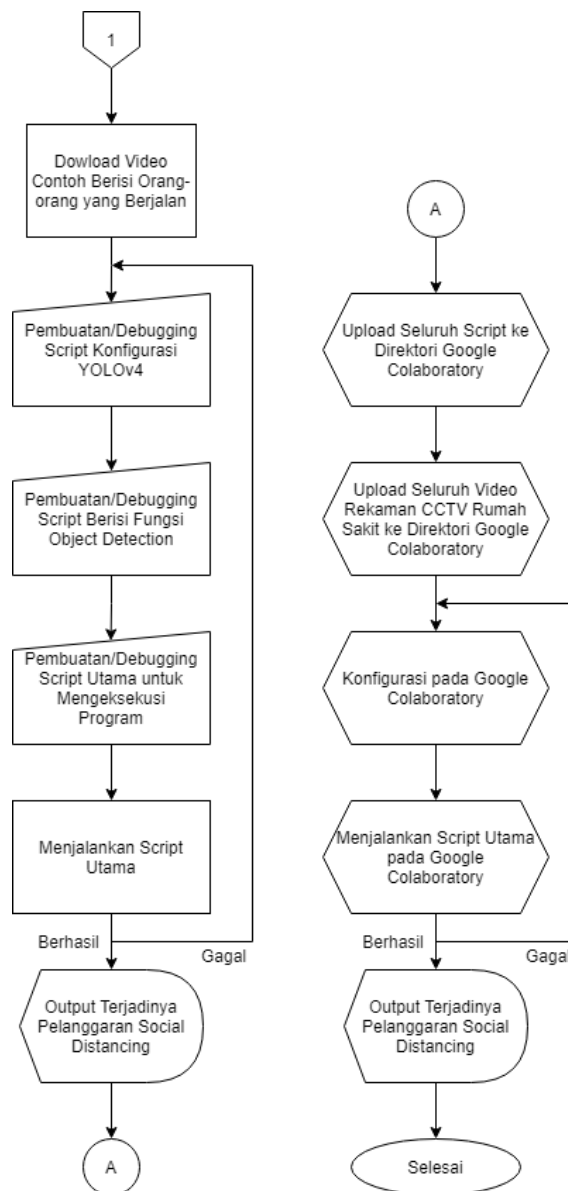 1
Dowload Video
Contoh Berisi Orang-
orang yang Berjalan
Pembuatan/Debugging
Script Konfigurasi
YOLOv4
Pembuatan/Debugging
Script Berisi Fungsi
Object Detection
Pembuatan/Debugging
Script Utama untuk
Mengeksekusi
Program
Menjalankan Script
Utama
Berhasil
Gagal
Output Terjadinya
Pelanggaran Social
Distancing
A
A
Upload Seluruh Script ke
Direktori Google
Colaboratory
Upload Seluruh Video
Rekaman CCTV Rumah
Sakit ke Direktori Google
Colaboratory
Konfigurasi pada Google
Colaboratory
Menjalankan Script Utama
pada Google
Colaboratory
Berhasil
Gagal
Output Terjadinya
Pelanggaran Social
Distancing
Selesai